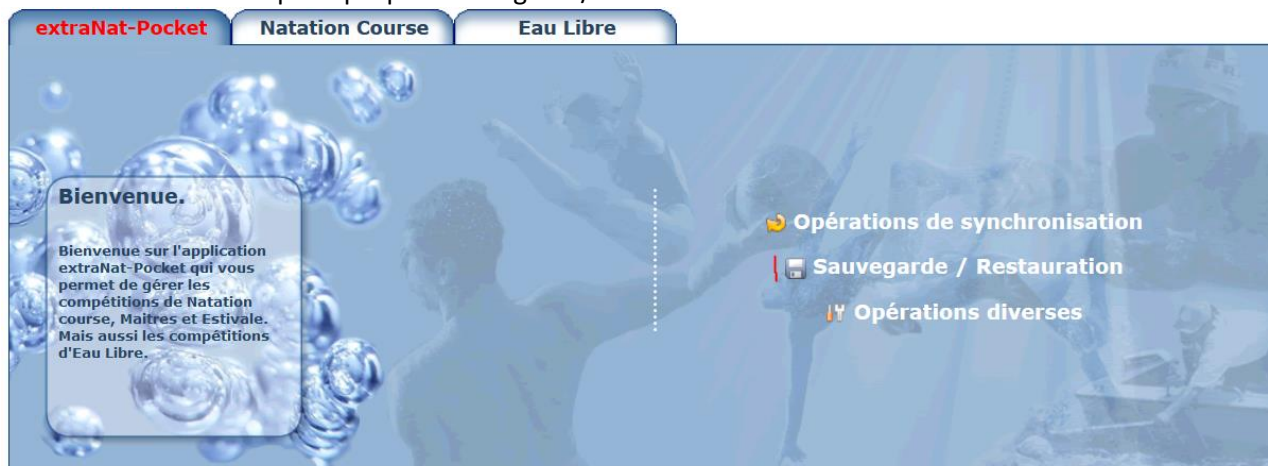 extraNat-Pocket Natation Course Eau Libre
Bienvenue.
Bienvenue sur l'application
extraNat-Pocket qui vous
permet de gérer les
compétitions de Natation
course, Maitres et Estivale.
Mais aussi les compétitions
d'Eau Libre.
Opérations de synchronisation
Sauvegarde / Restauration
Opérations diverses